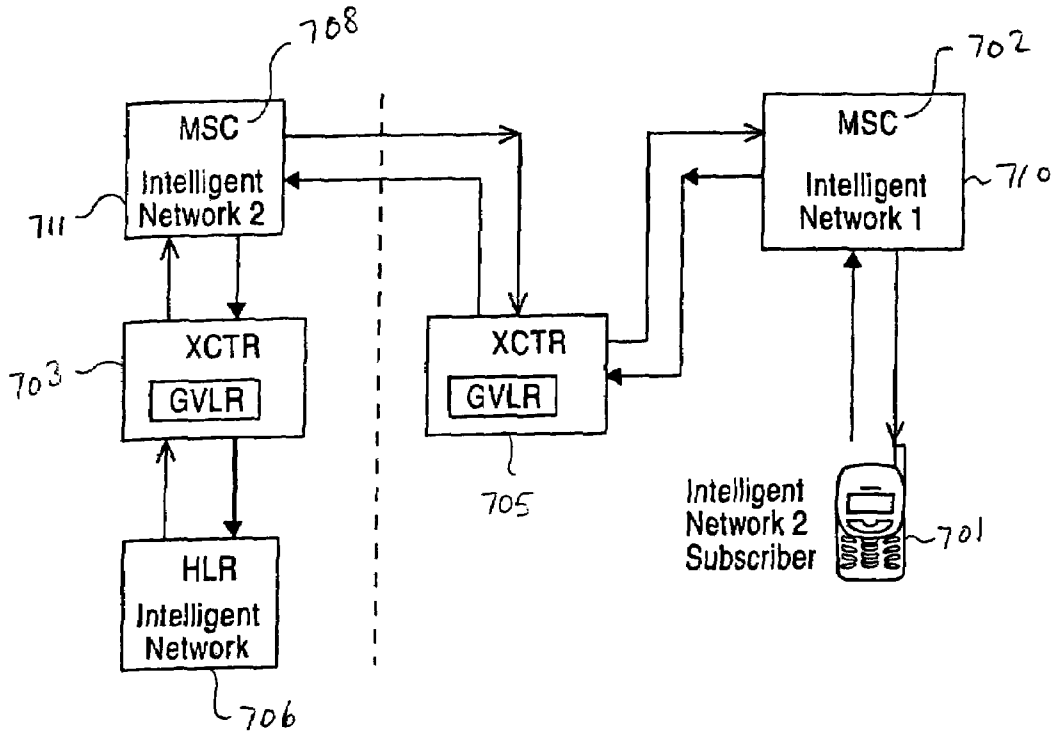 708
MSC
Intelligent
Network 2
711
702
MSC
Intelligent
Network 1
710
XCTR
GVLR
703
XCTR
GVLR
705
HLR
Intelligent
Network
706
Intelligent
Network 2
Subscriber
701